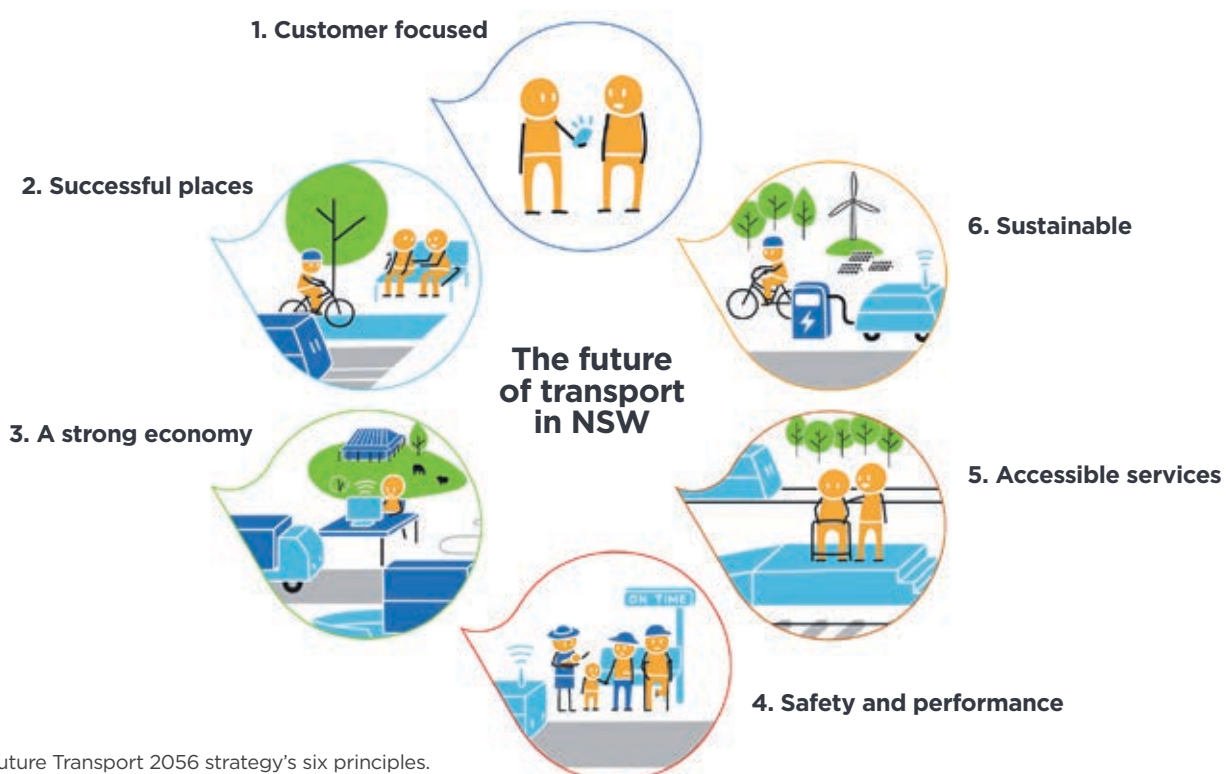 1. Customer focused
2. Successful places
6. Sustainable
The future
of transport
in NSW
3. A strong economy
5. Accessible services
ON TIME
4. Safety and performance
uture Transport 2056 strategy’s six principles.